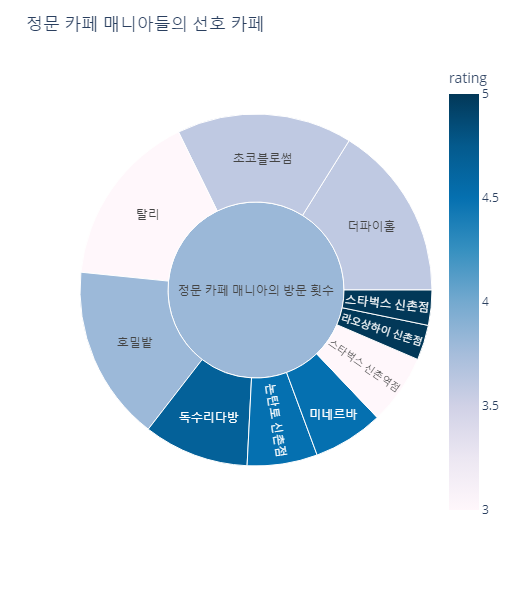 정문 카페 매니아들의 선호 카페
rating
5
4.5
4
3.5
3
초코블로썸
더파이홀
탈리
정문 카페 매니아의 방문 횟수
스타벅스 신촌점
라오상하이 신촌점
스타벅스 신촌역점
호밀밭
독수리다방
논탄토 신촌점
미네르바